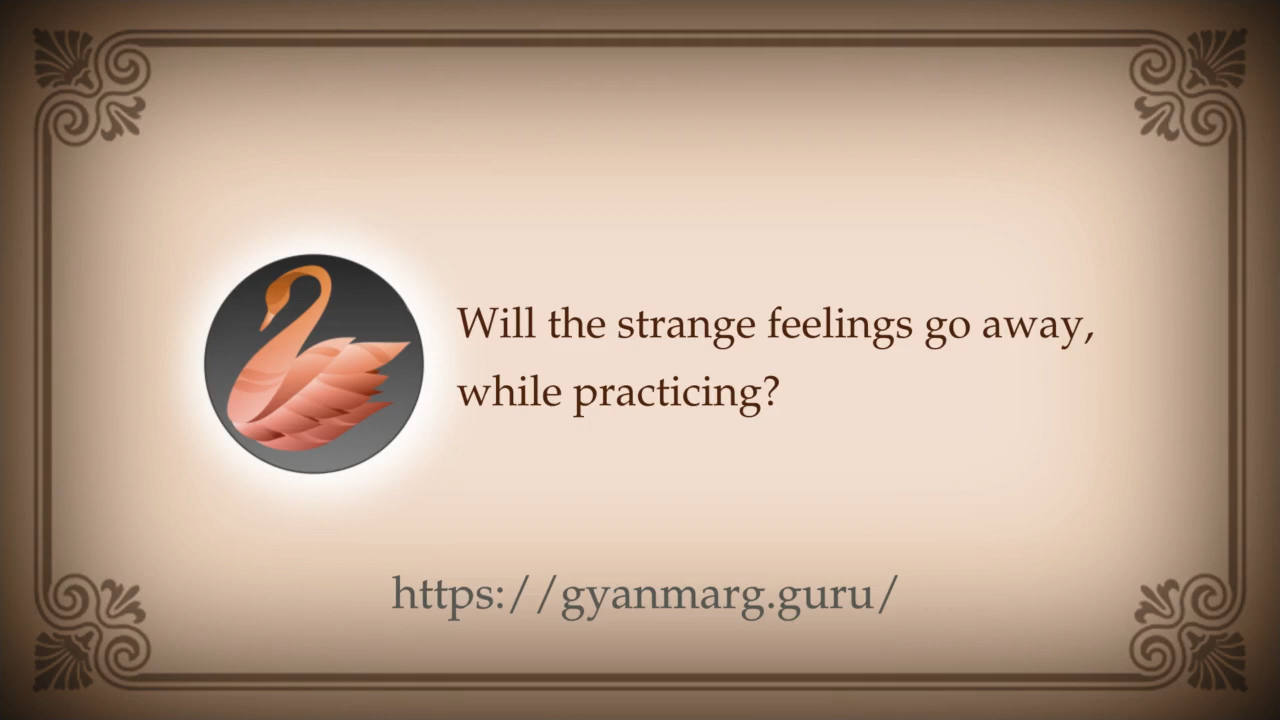 Will the strange feelings go away,
while practicing?
https://gyanmarg.guru/